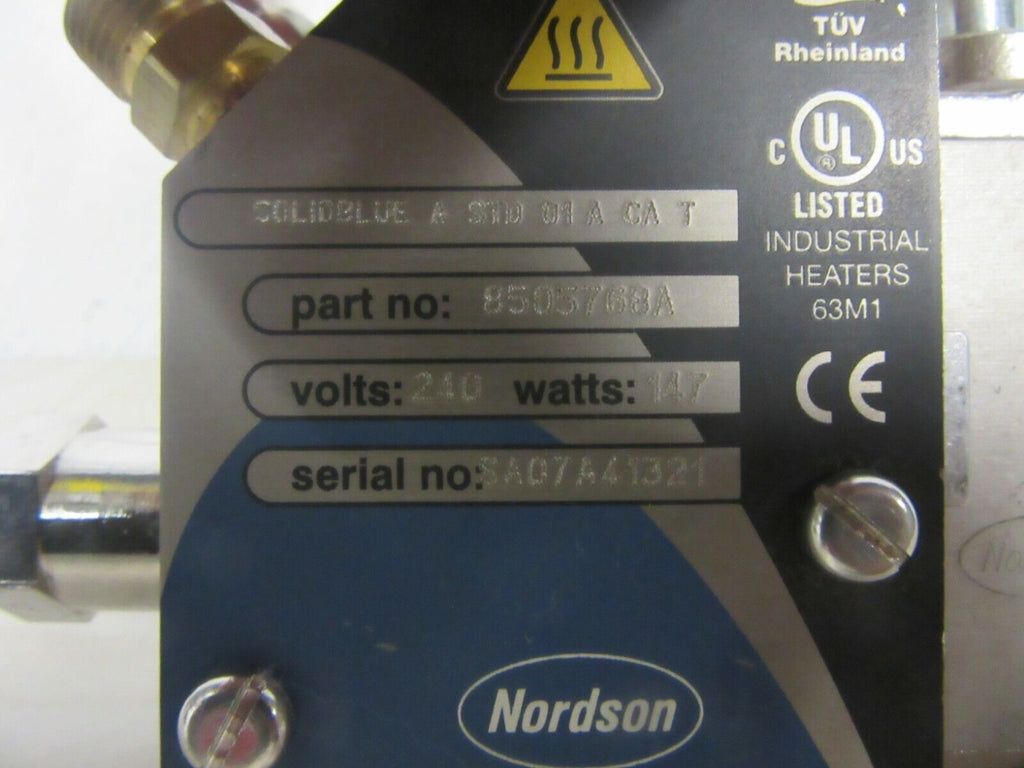 TÜV
Rheinland
C UL ® US
LISTED
INDUSTRIAL
HEATERS
63M1
CE
SOLIDBLUE A STD 01 A CA T
part no: 8505768A
volts: 240 watts: 147
serial no: SA07A41321
Nordson